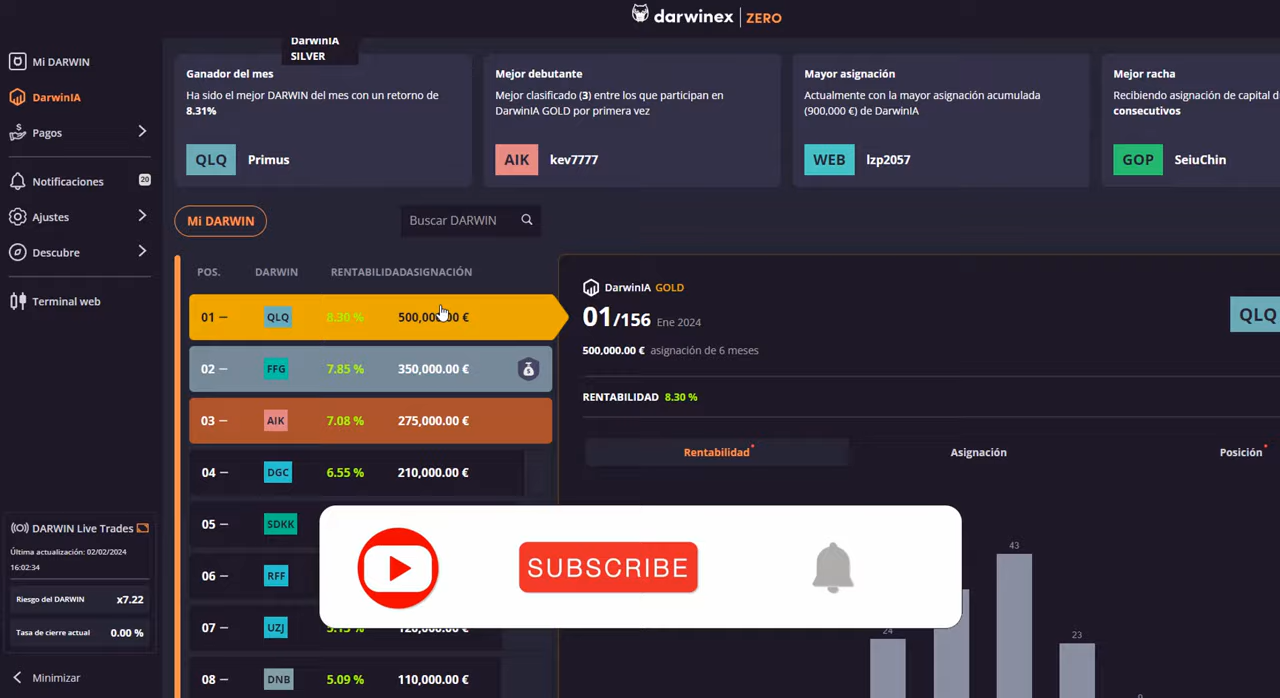 darwinex | ZERO
DarwinIA
SILVER
Mi DARWIN
DarwinIA
Pagos
Notificaciones
20
Ajustes
Descubre
Terminal web
Ganador del mes
Ha sido el mejor DARWIN del mes con un retorno de
8.31%
QLQ Primus
Mejor debutante
Mejor clasificado (3) entre los que participan en
DarwinIA GOLD por primera vez
AIK kev7777
Mayor asignación
Actualmente con la mayor asignación acumulada
(900,000 €) de DarwinIA
WEB lzp2057
Mejor racha
Recibiendo asignación de capital d
consecutivos
GOP SeiuChin
Mi DARWIN
Buscar DARWIN
POS. DARWIN RENTABILIDAD ASIGNACIÓN
01 – QLQ 8.30 % 500,000.00 €
02 – FFG 7.85 % 350,000.00 €
03 – AIK 7.08 % 275,000.00 €
04 – DGC 6.55 % 210,000.00 €
05 – SDKK
06 – RFF
07 – UZJ
08 – DNB 5.09 % 110,000.00 €
DarwinIA GOLD
01/156 Ene 2024
500,000.00 € asignación de 6 meses
QLQ
RENTABILIDAD 8.30 %
Rentabilidad Asignación Posición
43
24
23
SUBSCRIBE
DARWIN Live Trades
Última actualización: 02/02/2024
16:02:34
Riesgo del DARWIN x7.22
Tasa de cierre actual 0.00 %
Minimizar